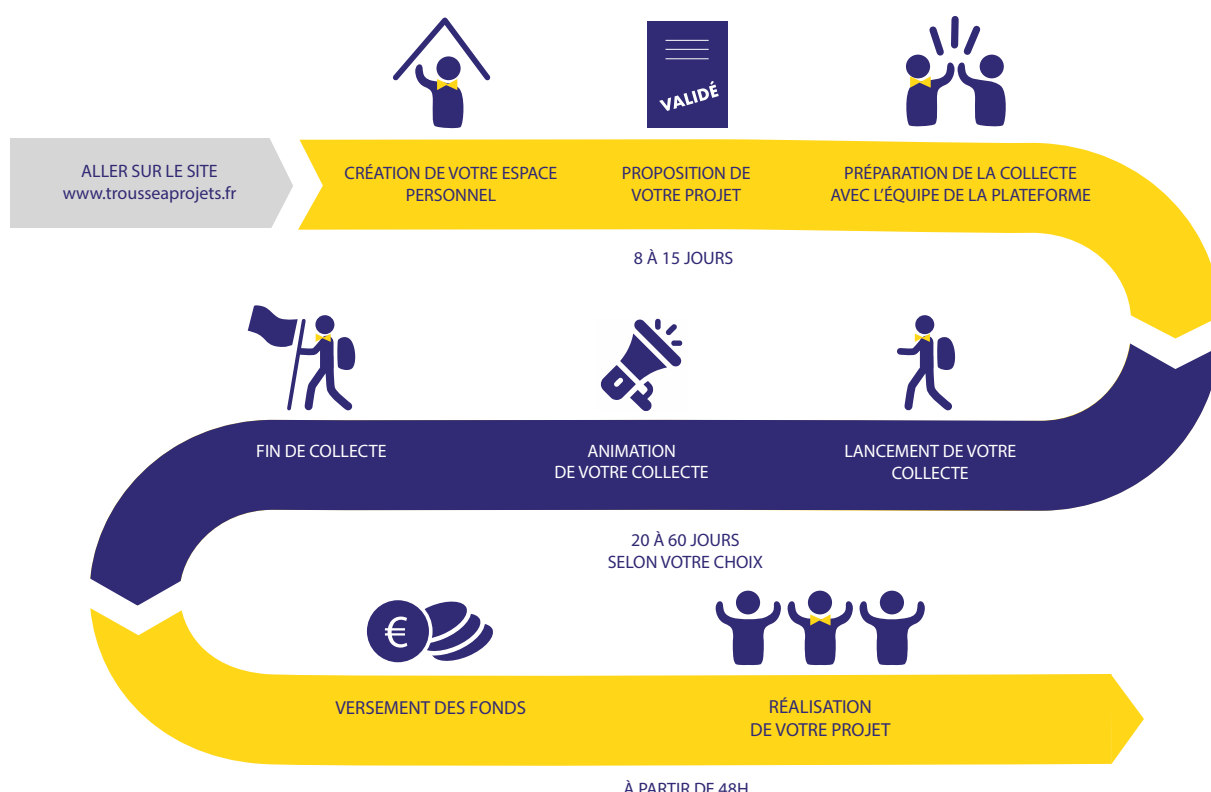 VALIDÉ
ALLER SUR LE SITE
www.trousseaprojets.fr
CRÉATION DE VOTRE ESPACE
PERSONNEL
PROPOSITION DE
VOTRE PROJET
PRÉPARATION DE LA COLLECTE
AVEC L’ÉQUIPE DE LA PLATEFORME
8 À 15 JOURS
LANCEMENT DE VOTRE
COLLECTE
ANIMATION
DE VOTRE COLLECTE
FIN DE COLLECTE
20 À 60 JOURS
SELON VOTRE CHOIX
€
VERSEMENT DES FONDS
RÉALISATION
DE VOTRE PROJET
À PARTIR DE 48H